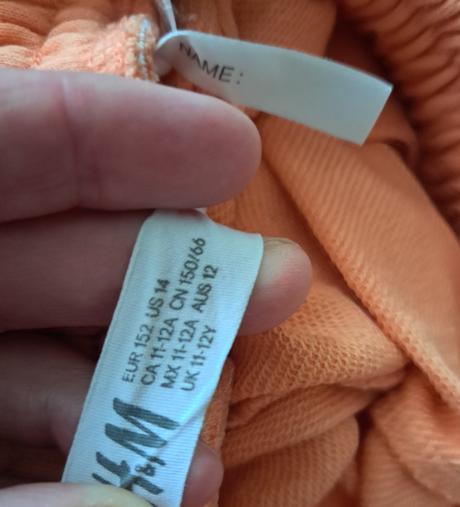 NAME:
EUR 152 US 14
CA 11-12A CN 150/66
MX 11-12A AUS 12
UK 11-12Y
H&M